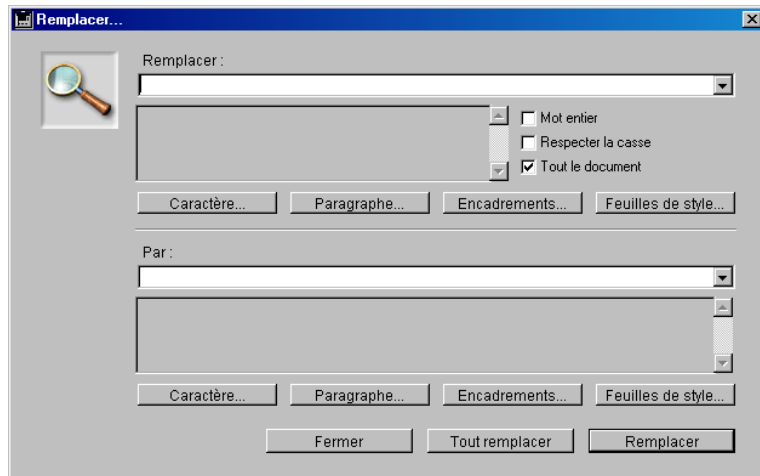 Remplacer...
Remplacer :
Mot entier
Respecter la casse
Tout le document
Caractère... Paragraphe... Encadrements... Feuilles de style...
Par :
Caractère... Paragraphe... Encadrements... Feuilles de style...
Fermer Tout remplacer Remplacer